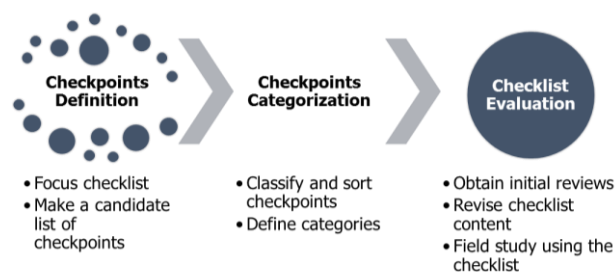 Checkpoints
Definition
Checkpoints
Categorization
Checklist
Evaluation
• Focus checklist
• Make a candidate
list of
checkpoints
• Classify and sort
checkpoints
• Define categories
• Obtain initial reviews
• Revise checklist
content
• Field study using the
checklist